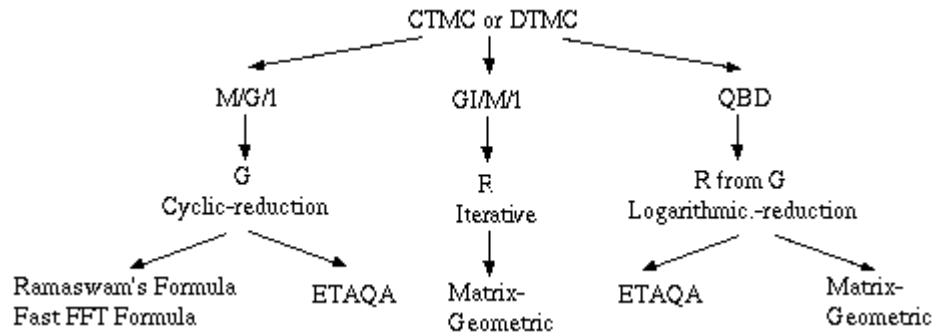 CTMC or DTMC
M/G/1
GI/M/1
QBD
G
Cyclic-reduction
R
Iterative
R from G
Logarithmic.-reduction
Ramaswam's Formula
Fast FFT Formula
ETAQA
Matrix-
Geometric
ETAQA
Matrix-
Geometric